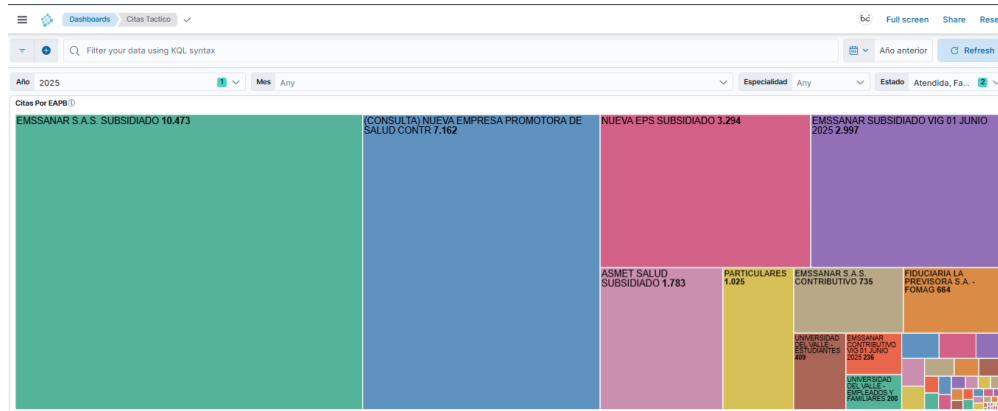 Dashboards Citas Tactico
Full screen Share Rese
Filter your data using KQL syntax
Año anterior Refresh
Año 2025 1 Mes Any Especialidad Any Estado Atendida, Fa... 2
Citas Por EAPB
EMSSANAR S.A.S. SUBSIDIADO 10.473
(CONSULTA) NUEVA EMPRESA PROMOTORA DE
SALUD CONTR 7.162
NUEVA EPS SUBSIDIADO 3.294
EMSSANAR SUBSIDIADO VIG 01 JUNIO
2025 2.997
ASMET SALUD
SUBSIDIADO 1.783
PARTICULARES
1.025
EMSSANAR S.A.S.
CONTRIBUTIVO 735
FIDUCIARIA LA
PREVISORA S.A. -
FOMAG 664
UNIVERSIDAD
DEL VALLE -
ESTUDIANTES
409
EMSSANAR
CONTRIBUTIVO
VIG 01 JUNIO
2025 236
UNIVERSIDAD
DEL VALLE -
EMPLEADOS Y
FAMILIARES 200